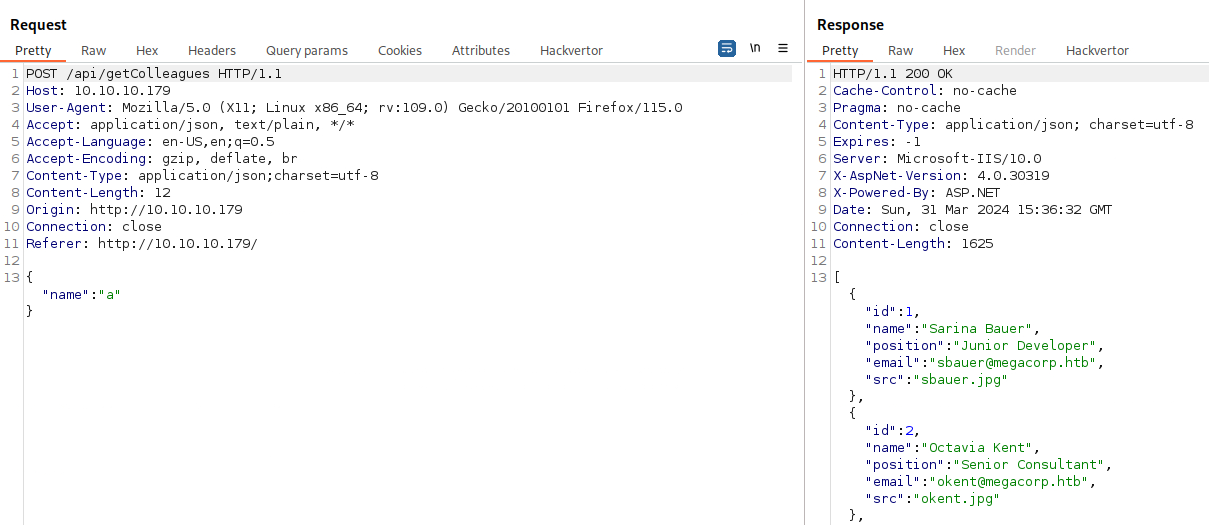 Request
Pretty Raw Hex Headers Query params Cookies Attributes Hackvertor \n
1 POST /api/getColleagues HTTP/1.1
2 Host: 10.10.10.179
3 User-Agent: Mozilla/5.0 (X11; Linux x86_64; rv:109.0) Gecko/20100101 Firefox/115.0
4 Accept: application/json, text/plain, */*
5 Accept-Language: en-US,en;q=0.5
6 Accept-Encoding: gzip, deflate, br
7 Content-Type: application/json;charset=utf-8
8 Content-Length: 12
9 Origin: http://10.10.10.179
10 Connection: close
11 Referer: http://10.10.10.179/
12
13 {
"name":"a"
}
Response
Pretty Raw Hex Render Hackvertor
1 HTTP/1.1 200 OK
2 Cache-Control: no-cache
3 Pragma: no-cache
4 Content-Type: application/json; charset=utf-8
5 Expires: -1
6 Server: Microsoft-IIS/10.0
7 X-AspNet-Version: 4.0.30319
8 X-Powered-By: ASP.NET
9 Date: Sun, 31 Mar 2024 15:36:32 GMT
10 Connection: close
11 Content-Length: 1625
12
13 [
{
"id":1,
"name":"Sarina Bauer",
"position":"Junior Developer",
"email":"sbauer@megacorp.htb",
"src":"sbauer.jpg"
},
{
"id":2,
"name":"Octavia Kent",
"position":"Senior Consultant",
"email":"okent@megacorp.htb",
"src":"okent.jpg"
},